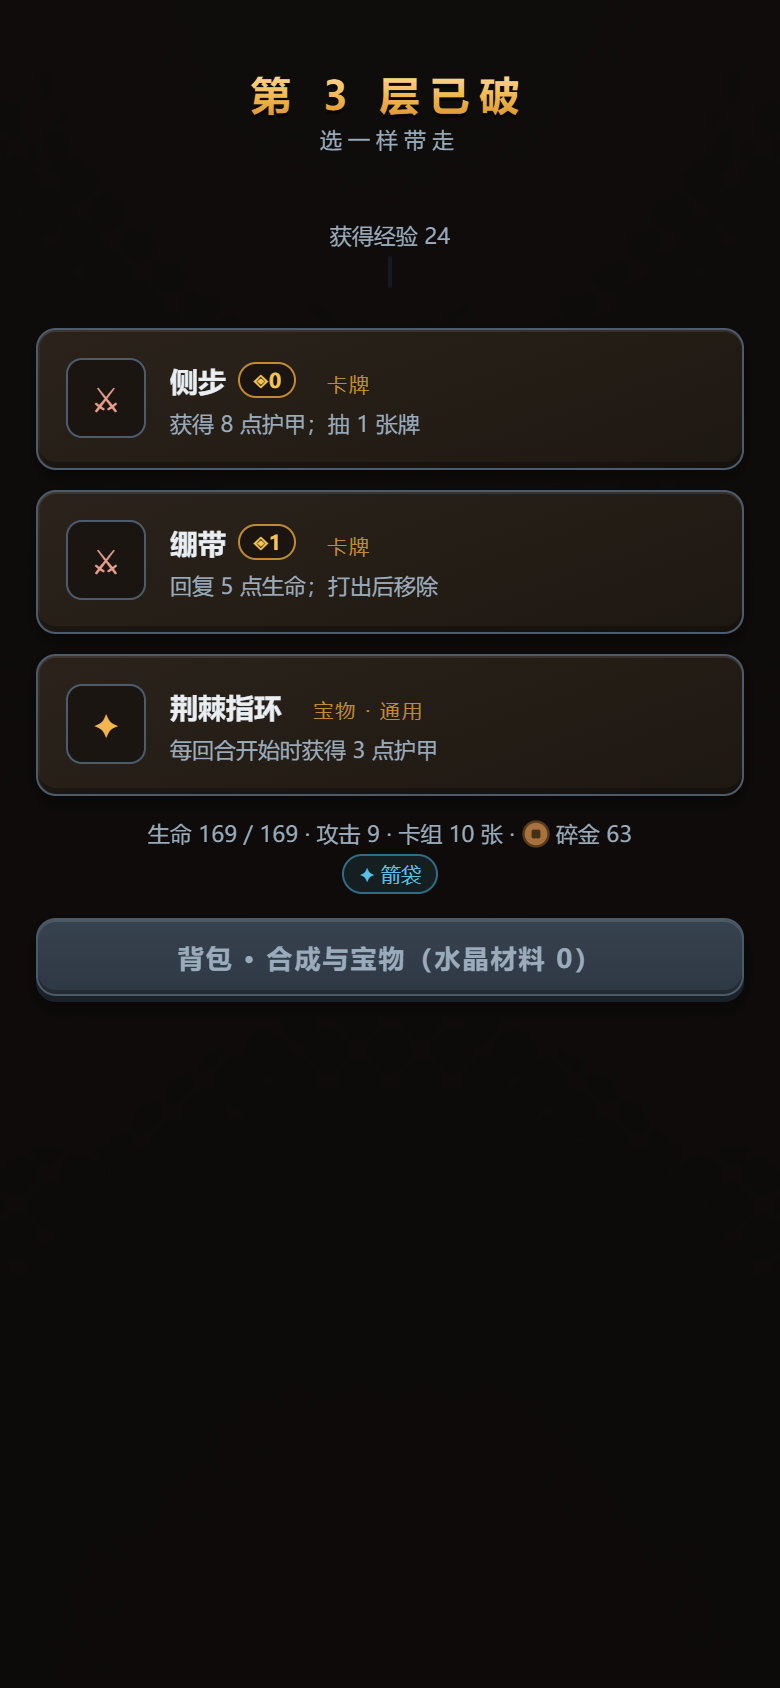 第 3 层已破
选一样带走
获得经验 24
侧步 ◈0 卡牌
获得 8 点护甲；抽 1 张牌
绷带 ◈1 卡牌
回复 5 点生命；打出后移除
荆棘指环 宝物 · 通用
每回合开始时获得 3 点护甲
生命 169 / 169 · 攻击 9 · 卡组 10 张 · 碎金 63
✦ 箭袋
背包 · 合成与宝物（水晶材料 0）